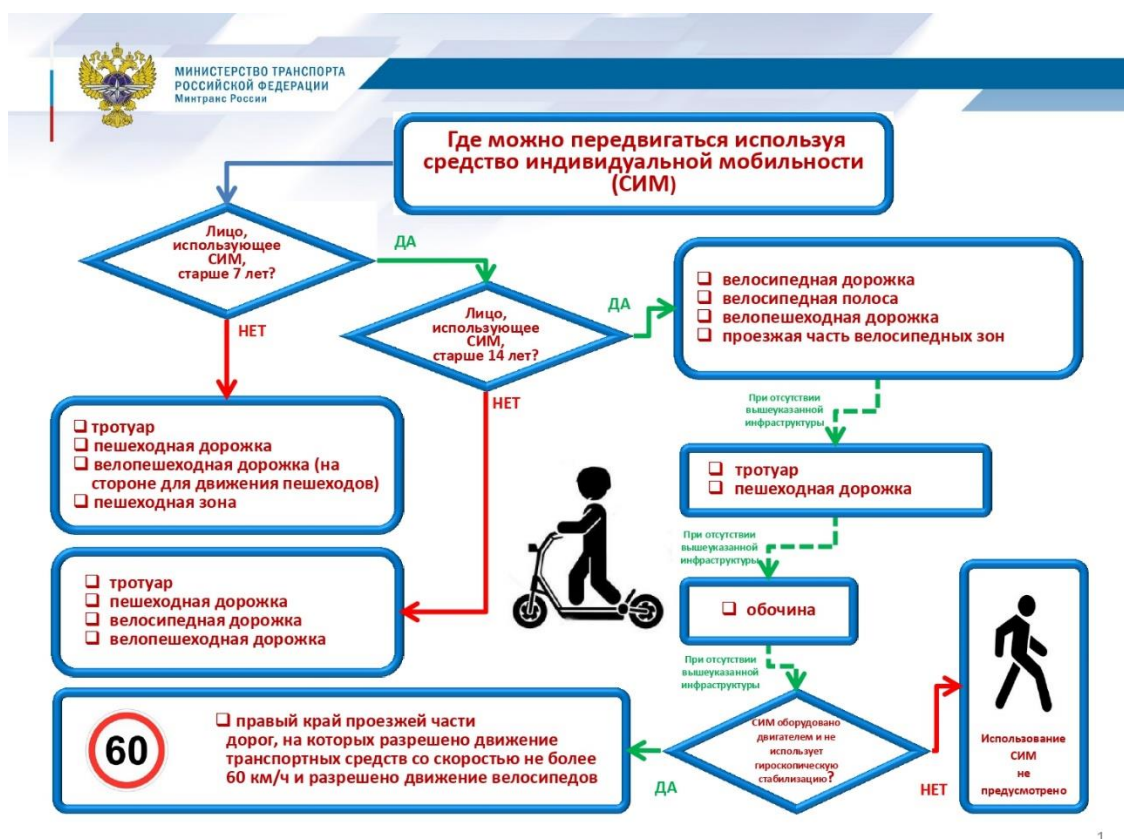 МИНИСТЕРСТВО ТРАНСПОРТА
РОССИЙСКОЙ ФЕДЕРАЦИИ
Минтранс России
Где можно передвигаться используя
средство индивидуальной мобильности
(СИМ)
Лицо,
использующее
СИМ,
старше 7 лет?
ДА
НЕТ
Лицо,
использующее
СИМ,
старше 14 лет?
ДА
НЕТ
велосипедная дорожка
велосипедная полоса
велопешеходная дорожка
проезжая часть велосипедных зон
При отсутствии
вышеуказанной
инфраструктуры
тротуар
пешеходная дорожка
велопешеходная дорожка (на
стороне для движения пешеходов)
пешеходная зона
тротуар
пешеходная дорожка
При отсутствии
вышеуказанной
инфраструктуры
тротуар
пешеходная дорожка
велосипедная дорожка
велопешеходная дорожка
обочина
При отсутствии
вышеуказанной
инфраструктуры
СИМ оборудовано
двигателем и не
использует
гироскопическую
стабилизацию?
ДА
НЕТ
60
правый край проезжей части
дорог, на которых разрешено движение
транспортных средств со скоростью не более
60 км/ч и разрешено движение велосипедов
Использование
СИМ
не
предусмотрено
1